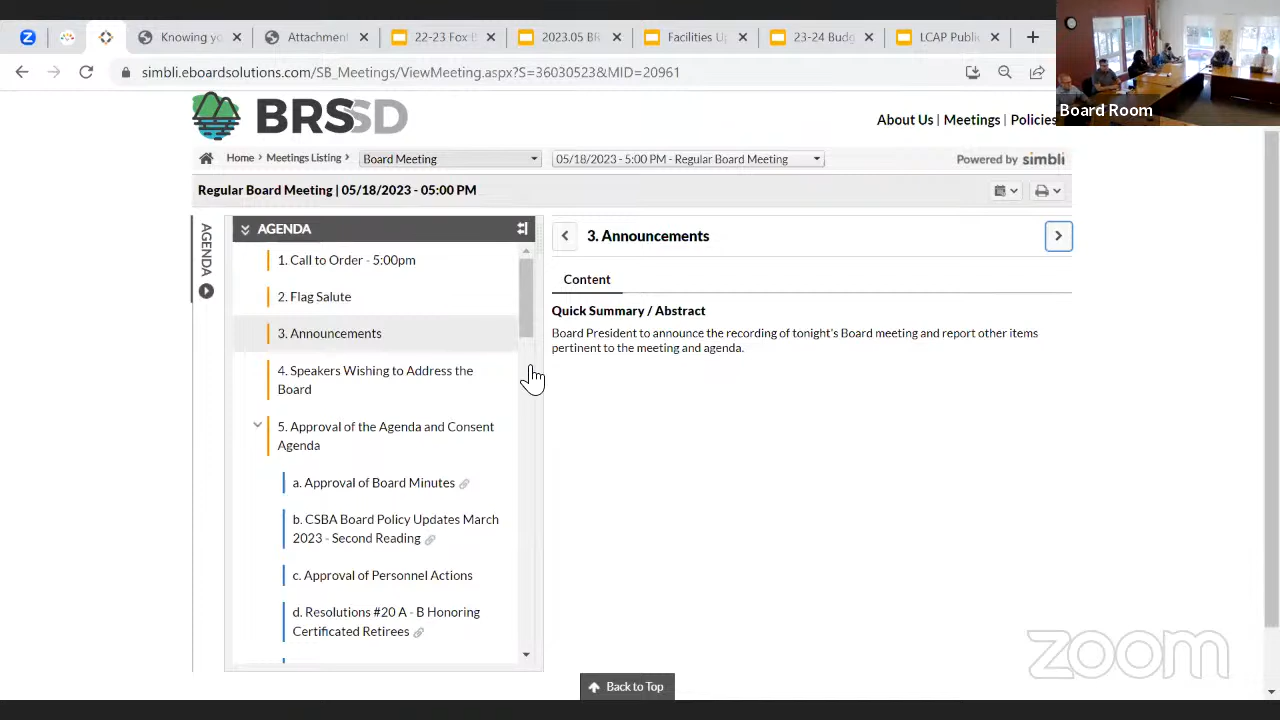 Knowing y
Attachment
22-23 Fox
2023.05 BR
Facilities Up
23-24 Budg
LCAP Public
simbli.eboardsolutions.com/SB_Meetings/ViewMeeting.aspx?S=36030523&MID=20961
Board Room
BRSSD
About Us | Meetings | Policies
Home > Meetings Listing >
Board Meeting
05/18/2023 - 5:00 PM - Regular Board Meeting
Powered by simbli
Regular Board Meeting | 05/18/2023 - 05:00 PM
AGENDA
AGENDA
1. Call to Order - 5:00pm
2. Flag Salute
3. Announcements
4. Speakers Wishing to Address the
Board
5. Approval of the Agenda and Consent
Agenda
a. Approval of Board Minutes
b. CSBA Board Policy Updates March
2023 - Second Reading
c. Approval of Personnel Actions
d. Resolutions #20 A - B Honoring
Certificated Retirees
3. Announcements
Content
Quick Summary / Abstract
Board President to announce the recording of tonight's Board meeting and report other items
pertinent to the meeting and agenda.
Back to Top
zoom